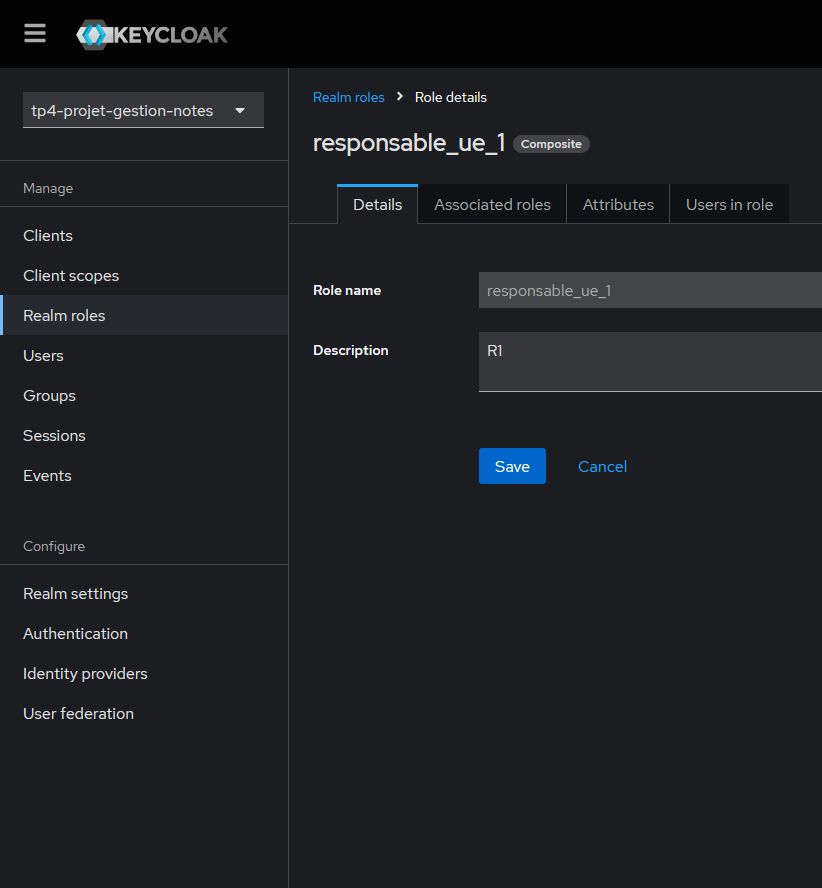 KEYCLOAK
tp4-projet-gestion-notes
Manage
Clients
Client scopes
Realm roles
Users
Groups
Sessions
Events
Configure
Realm settings
Authentication
Identity providers
User federation
Realm roles > Role details
responsable_ue_1 Composite
Details Associated roles Attributes Users in role
Role name responsable_ue_1
Description R1
Save Cancel